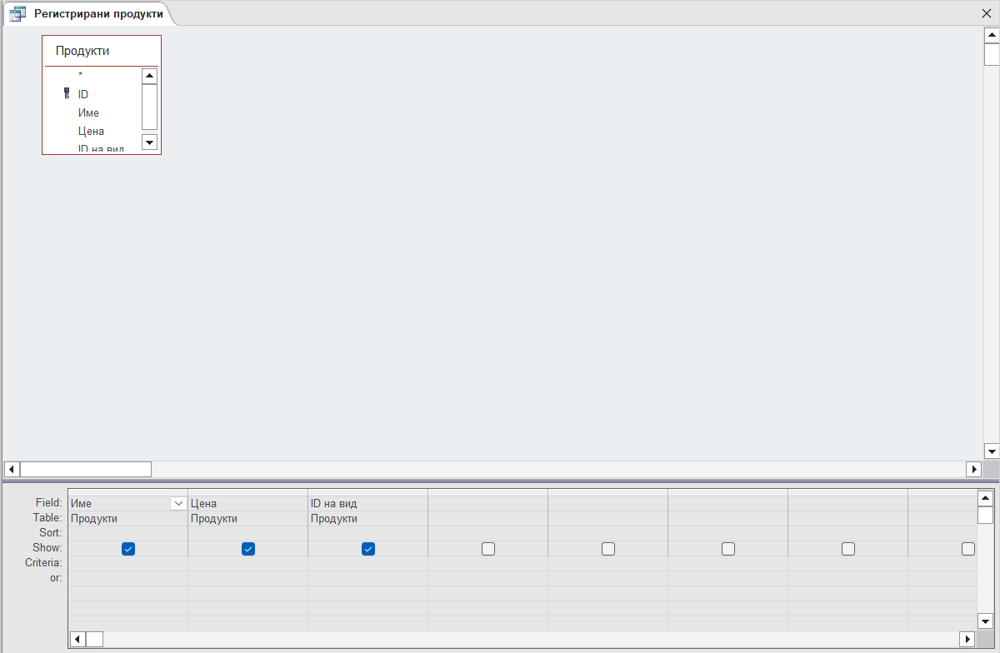 Регистрирани продукти
Продукти
*
ID
Име
Цена
ID на вид
Field: Име Цена ID на вид
Table: Продукти Продукти Продукти
Sort:
Show:
Criteria:
or: